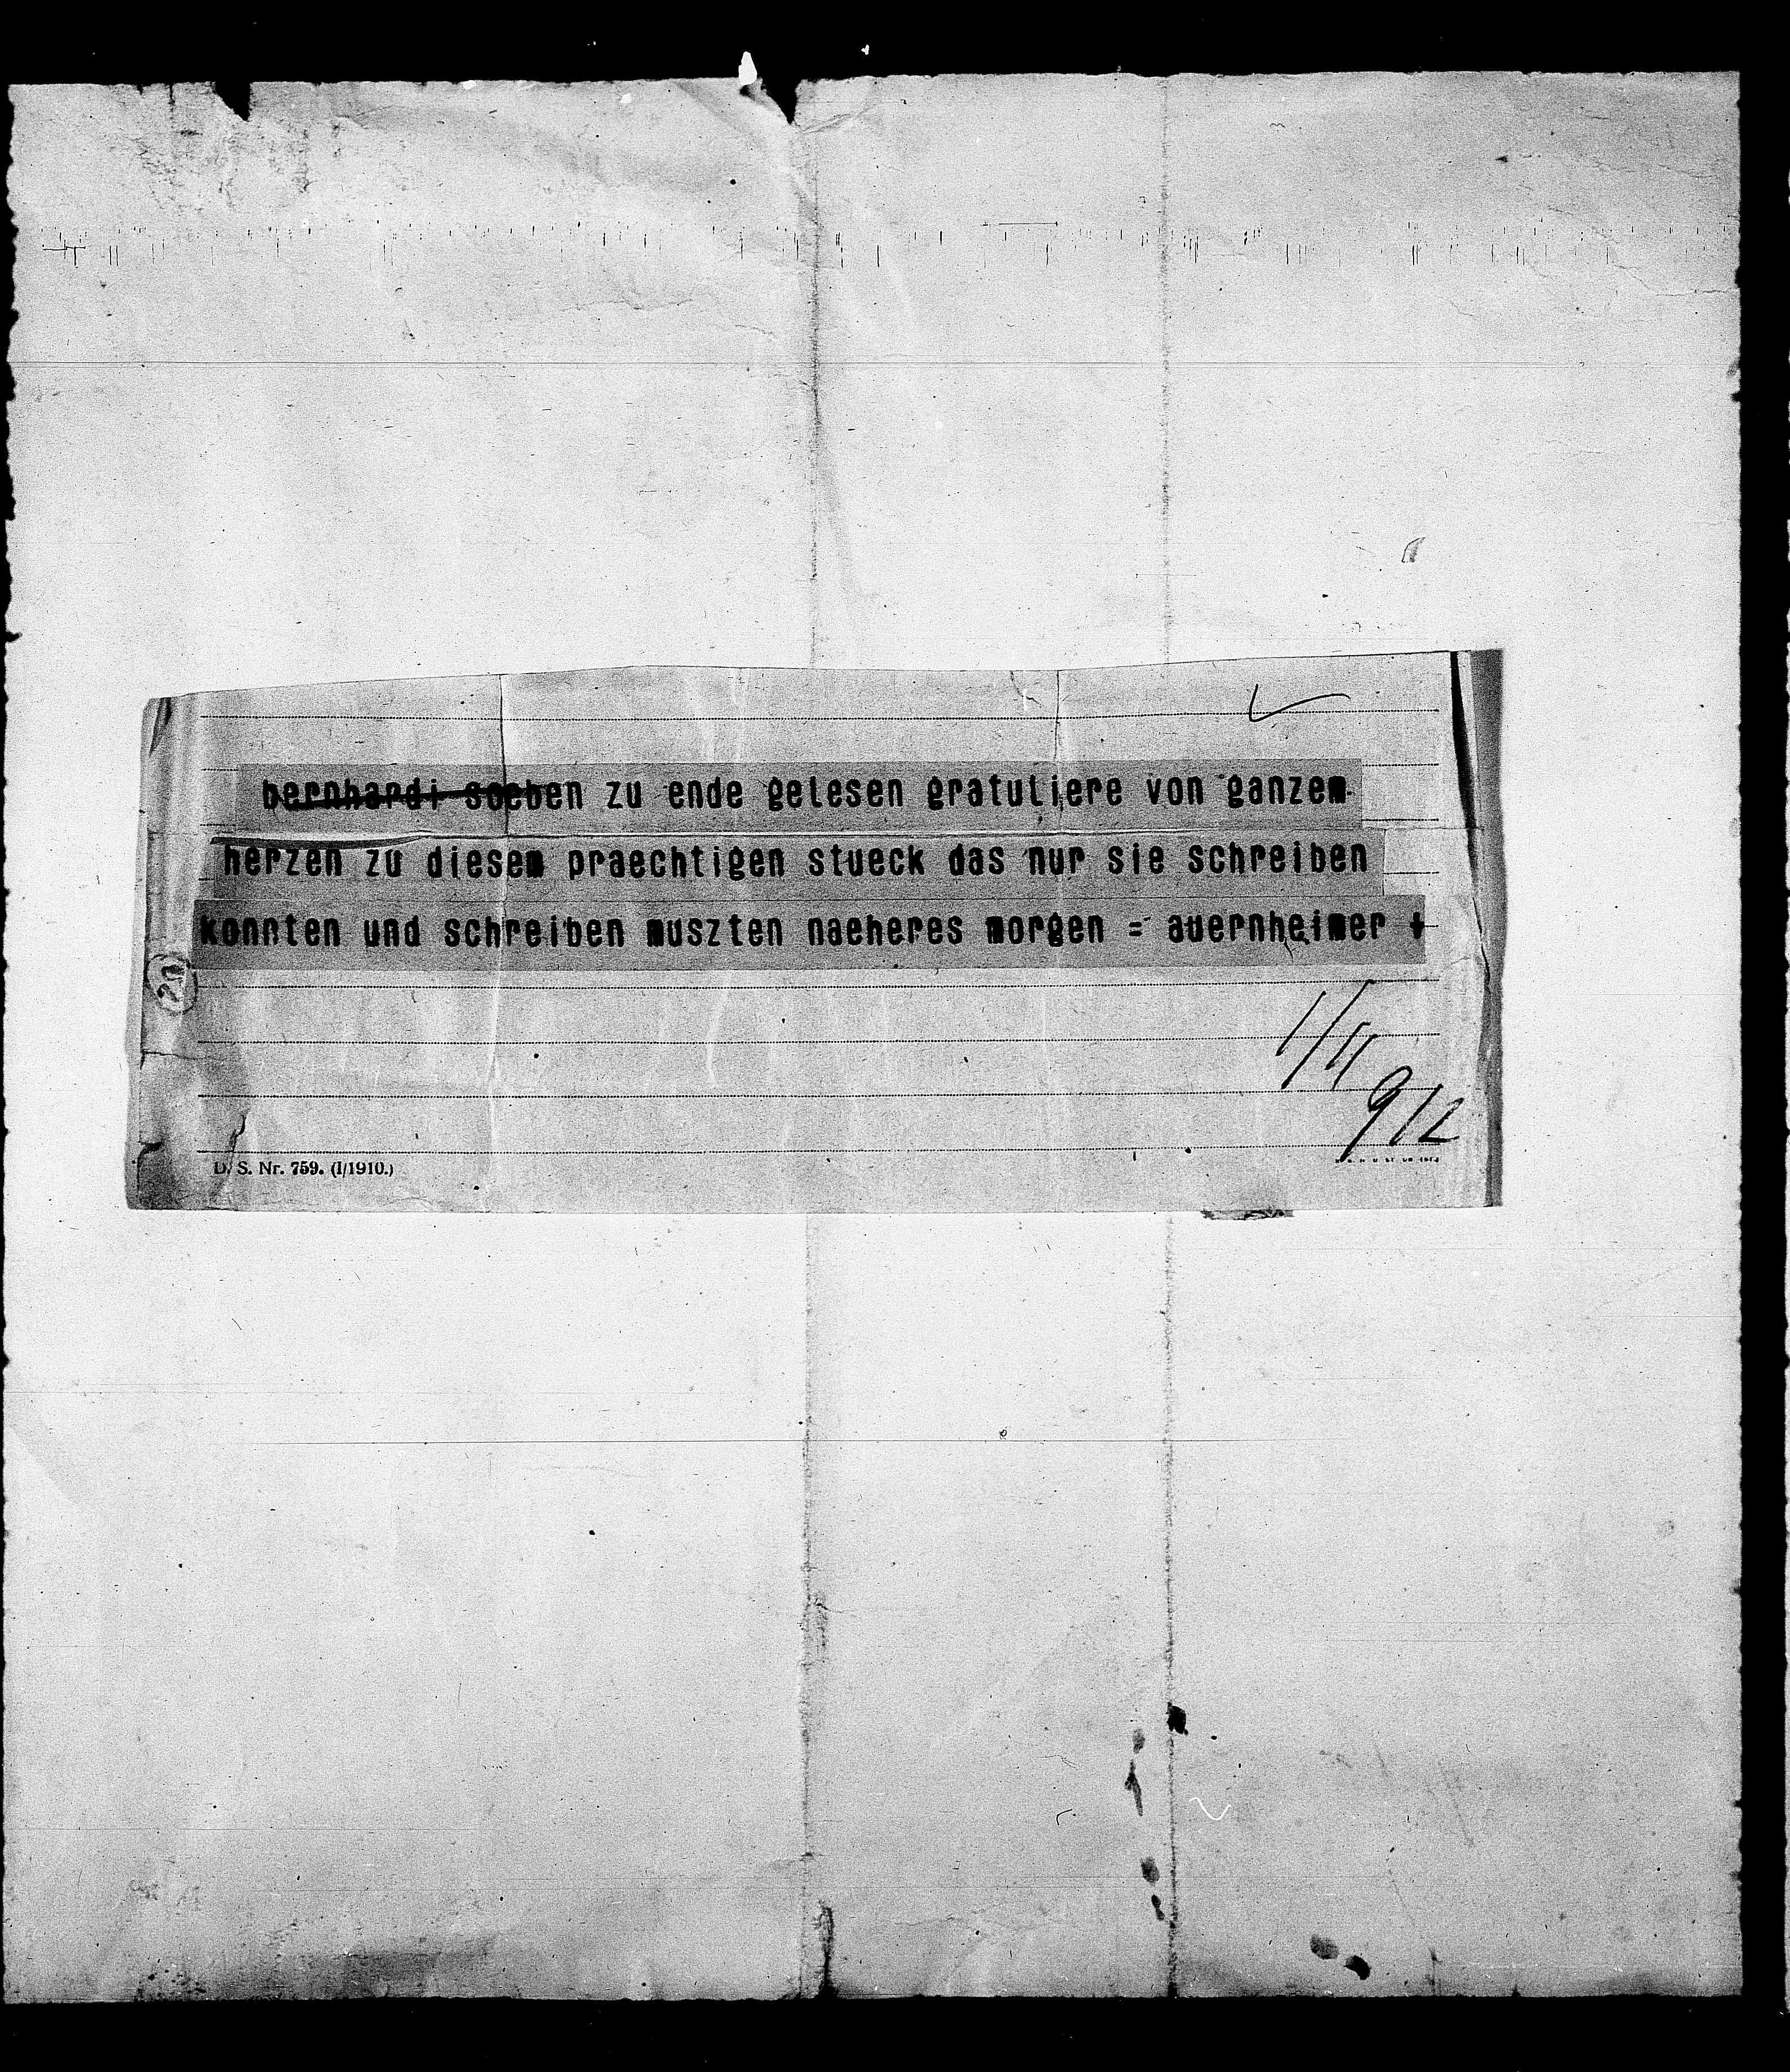 bernhardi soeben zu ende gelesen gratuliere von ganzem
herzen zu diesem praechtigen stueck das nur sie schreiben
konnten und schreiben muszten naeheres morgen = auernheimer +
1/11
912
D. S. Nr. 759. (I/1910.)